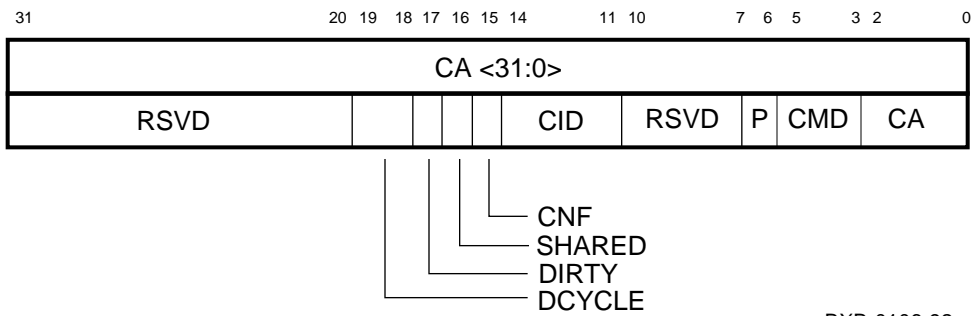 31 20 19 18 17 16 15 14 11 10 7 6 5 3 2 0
CA <31:0>
RSVD CID RSVD P CMD CA
CNF
SHARED
DIRTY
DCYCLE